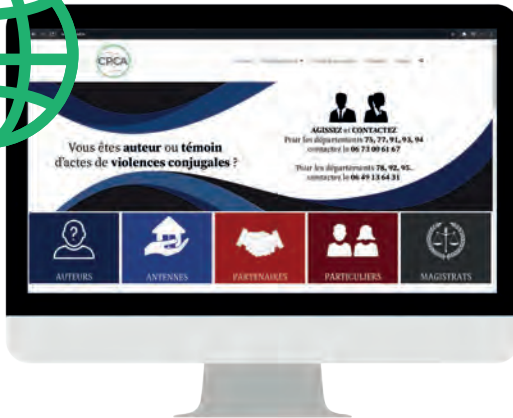 CPCA
Vous êtes auteur ou témoin
d'actes de violences conjugales ?
AGISSEZ et CONTACTEZ
Pour les départements 75, 77, 91, 93, 94
contactez le 06 73 00 61 67
Pour les départements 78, 92, 95,
contactez le 06 49 13 64 31
AUTEURS
ANTENNES
PARTENAIRES
PARTICULIERS
MAGISTRATS